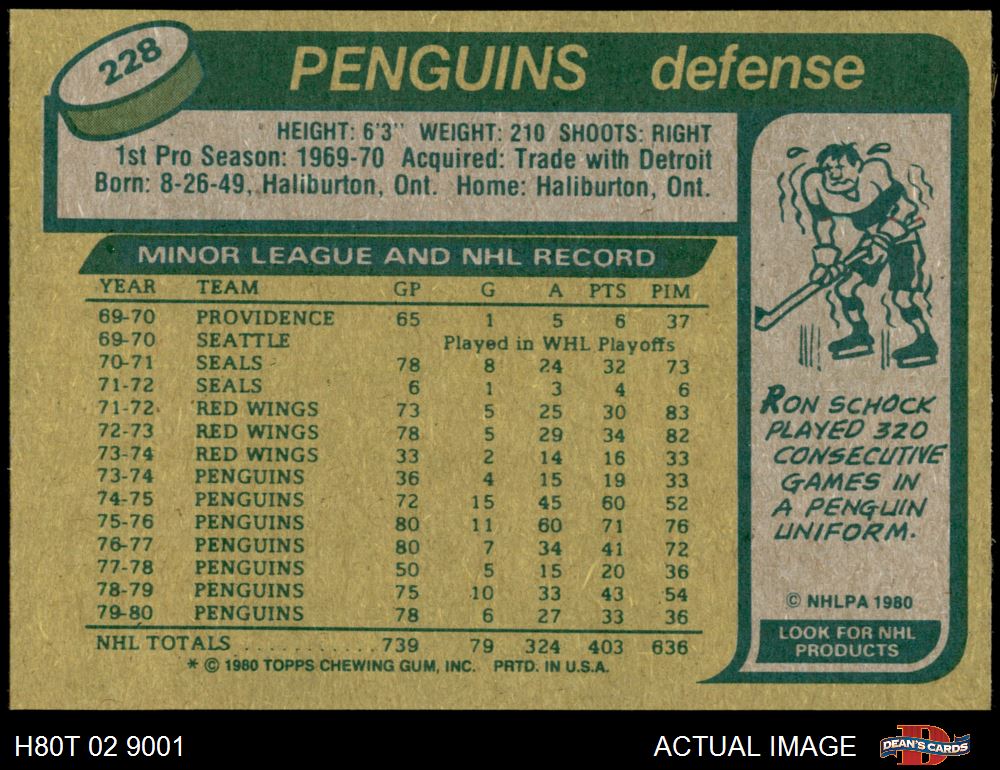 228
PENGUINS defense
HEIGHT: 6'3" WEIGHT: 210 SHOOTS: RIGHT
1st Pro Season: 1969-70 Acquired: Trade with Detroit
Born: 8-26-49, Haliburton, Ont. Home: Haliburton, Ont.
MINOR LEAGUE AND NHL RECORD
YEAR TEAM GP G A PTS PIM
69-70 PROVIDENCE 65 1 5 6 37
69-70 SEATTLE Played in WHL Playoffs
70-71 SEALS 78 8 24 32 73
71-72 SEALS 6 1 3 4 6
71-72 RED WINGS 73 5 25 30 83
72-73 RED WINGS 78 5 29 34 82
73-74 RED WINGS 33 2 14 16 33
73-74 PENGUINS 36 4 15 19 33
74-75 PENGUINS 72 15 45 60 52
75-76 PENGUINS 80 11 60 71 76
76-77 PENGUINS 80 7 34 41 72
77-78 PENGUINS 50 5 15 20 36
78-79 PENGUINS 75 10 33 43 54
79-80 PENGUINS 78 6 27 33 36
NHL TOTALS . . . . . . . . . . . 739 79 324 403 636
* © 1980 TOPPS CHEWING GUM, INC. PRTD. IN U.S.A.
RON SCHOCK
PLAYED 320
CONSECUTIVE
GAMES IN
A PENGUIN
UNIFORM.
© NHLPA 1980
LOOK FOR NHL
PRODUCTS
H80T 02 9001
ACTUAL IMAGE
D
DEAN'S CARDS